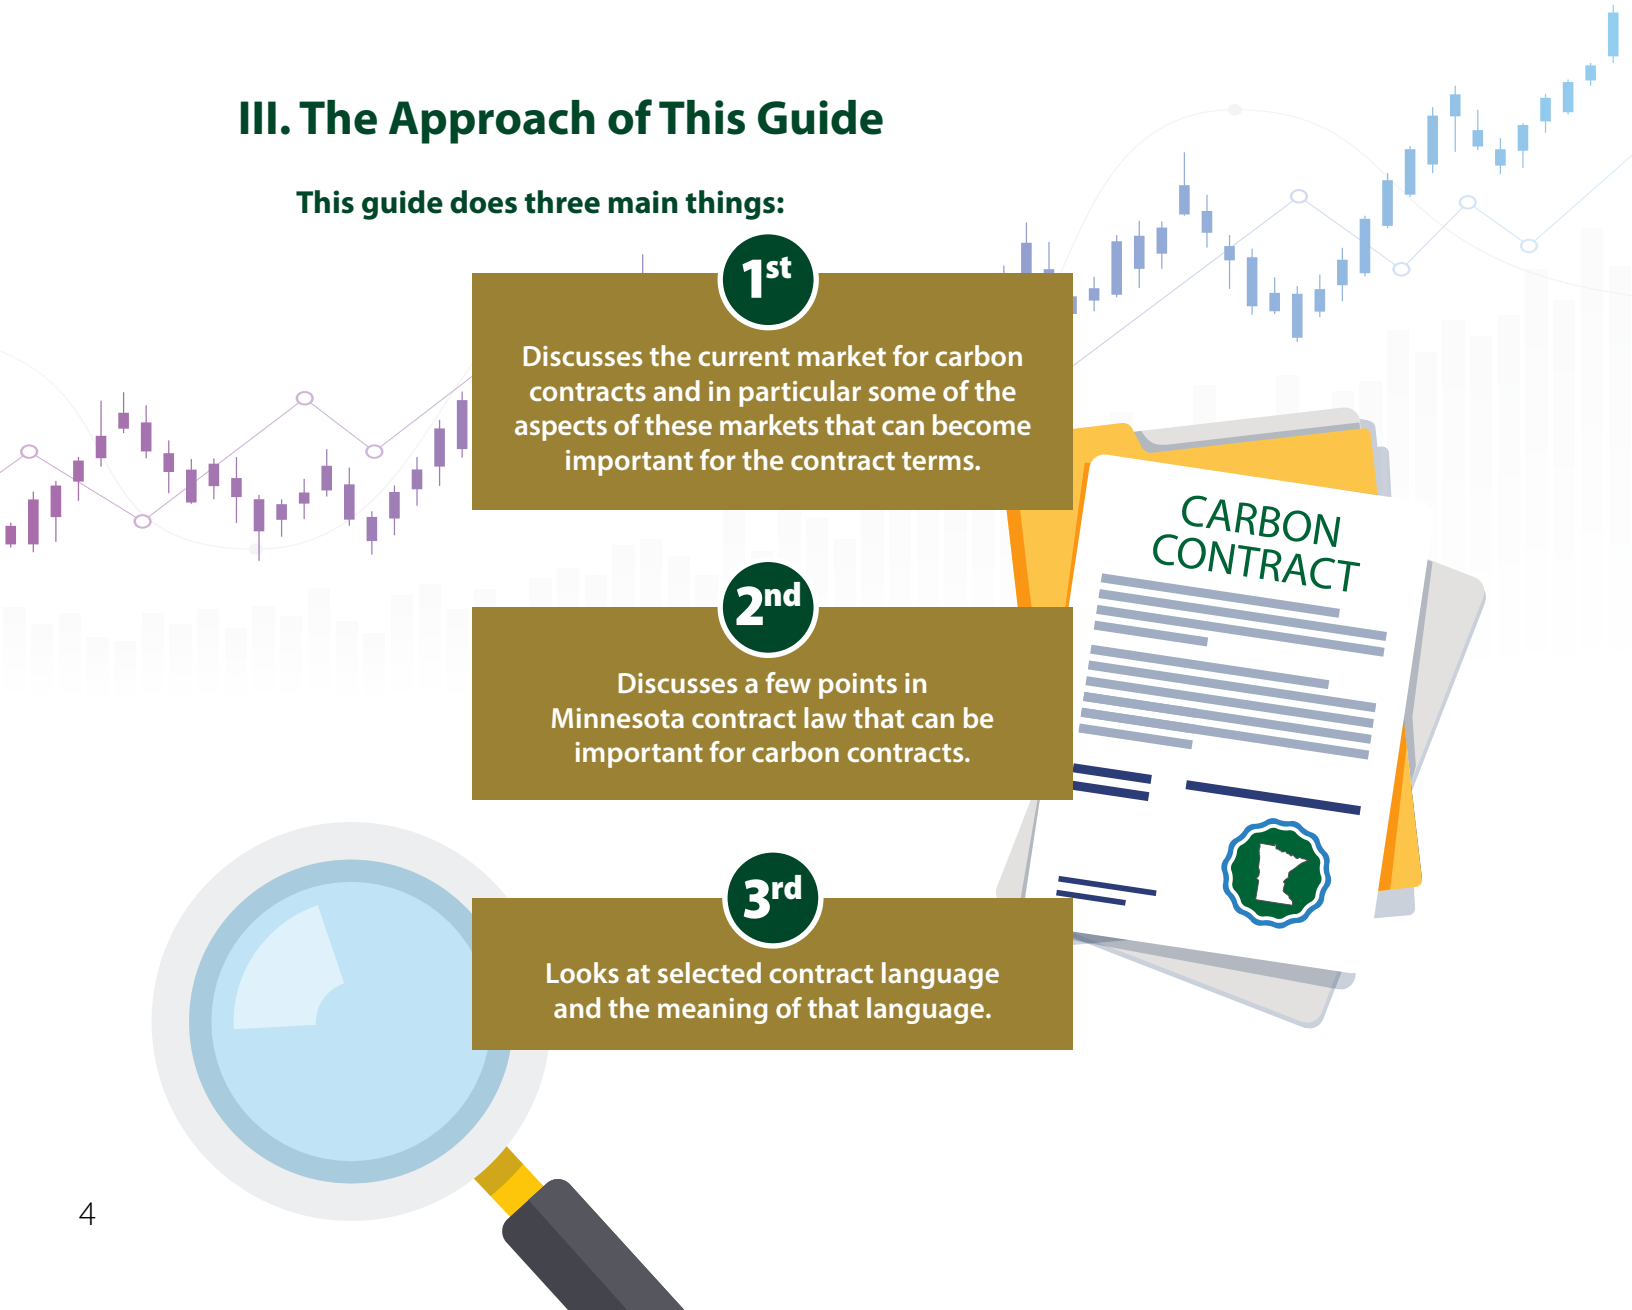 III. The Approach of This Guide
This guide does three main things:
1st
Discusses the current market for carbon
contracts and in particular some of the
aspects of these markets that can become
important for the contract terms.
CARBON
CONTRACT
2nd
Discusses a few points in
Minnesota contract law that can be
important for carbon contracts.
3rd
Looks at selected contract language
and the meaning of that language.
4